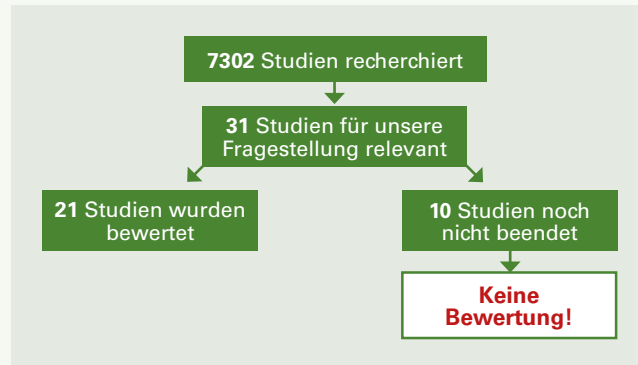 7302 Studien recherchiert
31 Studien für unsere
Fragestellung relevant
21 Studien wurden
bewertet
10 Studien noch
nicht beendet
Keine
Bewertung!